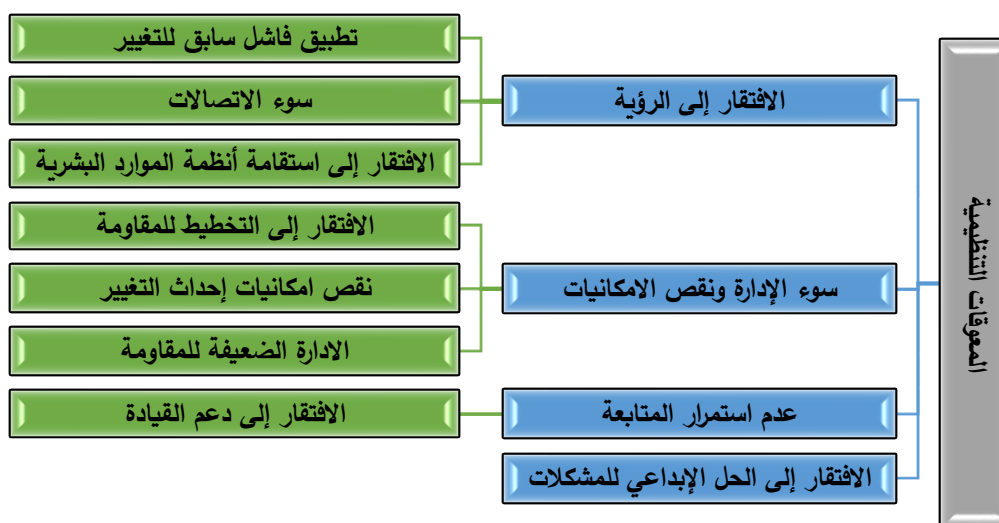 المعوقات التنظيمية
الافتقار إلى الرؤية
تطبيق فاشل سابق للتغيير
سوء الاتصالات
الافتقار إلى استقامة أنظمة الموارد البشرية
سوء الإدارة ونقص الامكانيات
الافتقار إلى التخطيط للمقاومة
نقص امكانيات إحداث التغيير
الادارة الضعيفة للمقاومة
عدم استمرار المتابعة
الافتقار إلى دعم القيادة
الافتقار إلى الحل الإبداعي للمشكلات